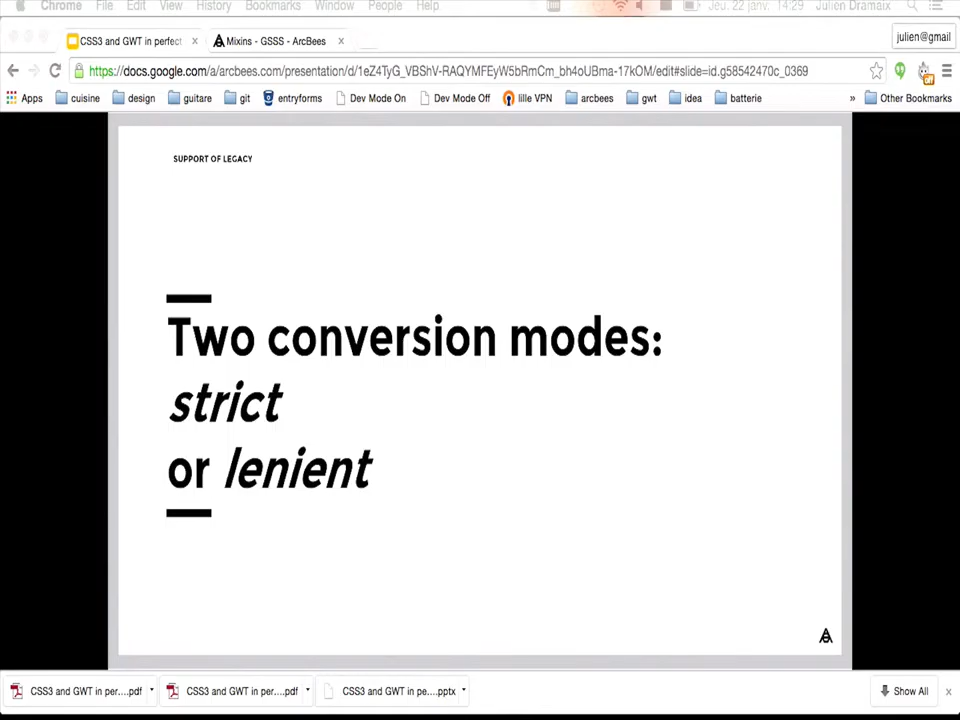 Chrome File Edit View History Bookmarks Window People Help Jeu. 22 janv. 14:29 Julien Dramaix
CSS3 and GWT in perfect × Mixins - GSSS - ArcBees × julien@gmail
https://docs.google.com/a/arcbees.com/presentation/d/1eZ4TyG_VBShV-RAQYMFEyW5bRmCm_bh4oUBma-17kOM/edit#slide=id.g58542470c_0369
Apps cuisine design guitare git entryforms Dev Mode On Dev Mode Off lille VPN arcbees gwt idea batterie » Other Bookmarks
off
SUPPORT OF LEGACY
Two conversion modes:
strict
or lenient
CSS3 and GWT in per....pdf CSS3 and GWT in per....pdf CSS3 and GWT in pe....pptx Show All ×